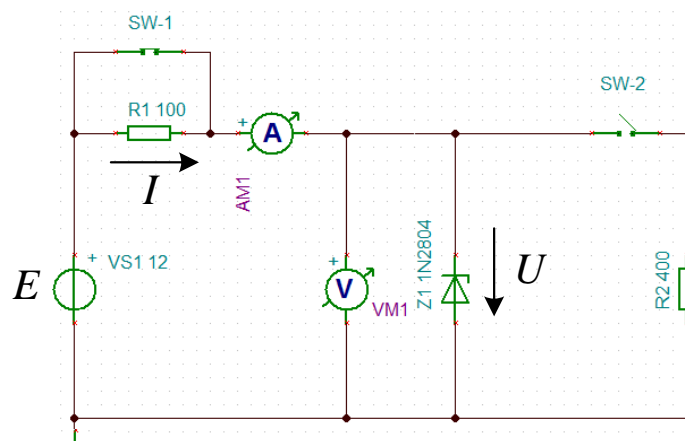 SW-1
R1 100
+
A
I
AM1
SW-2
+
VS1 12
E
+
V
VM1
Z1 1N2804
U
R2 400